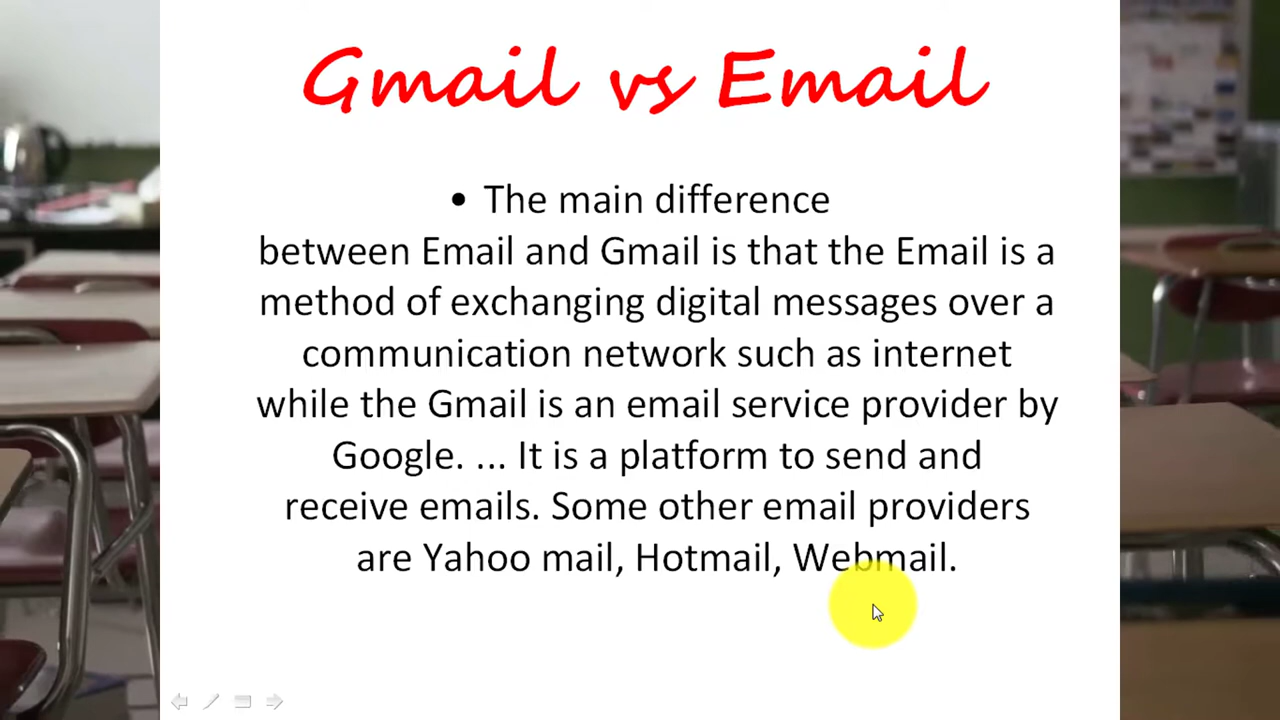 Gmail vs Email
• The main difference
between Email and Gmail is that the Email is a
method of exchanging digital messages over a
communication network such as internet
while the Gmail is an email service provider by
Google. ... It is a platform to send and
receive emails. Some other email providers
are Yahoo mail, Hotmail, Webmail.